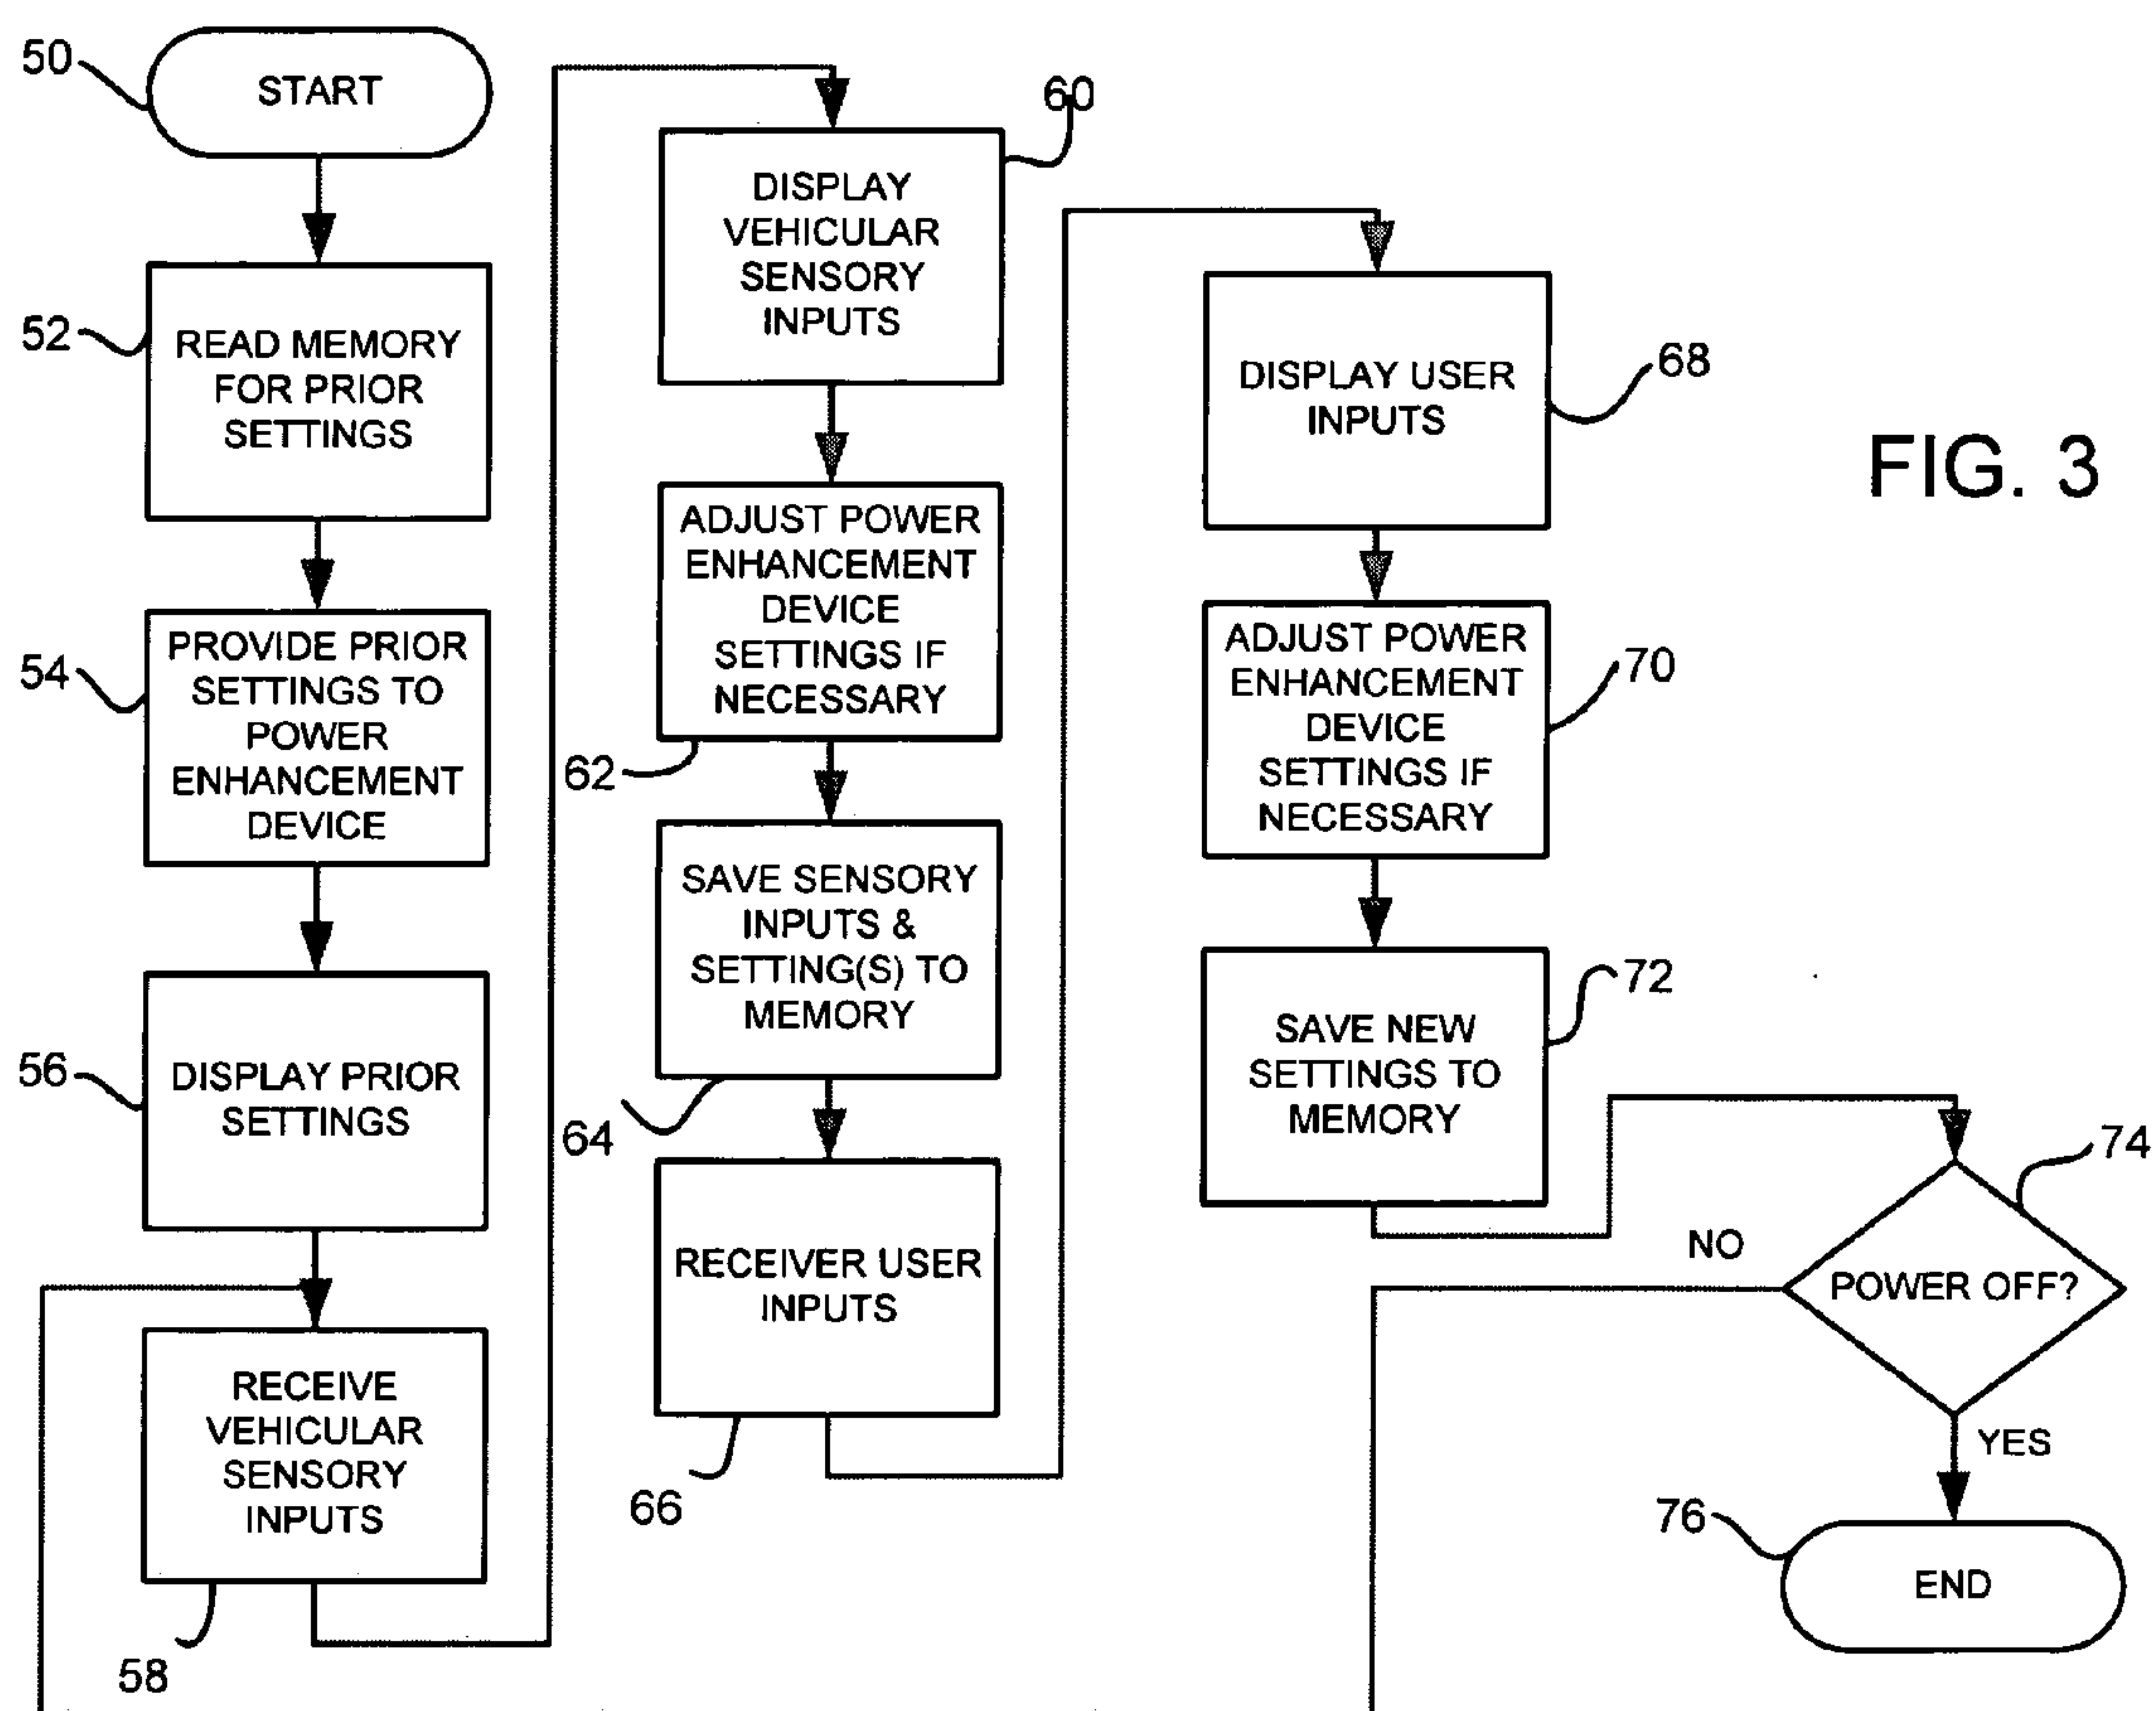 50
START
52
READ MEMORY
FOR PRIOR
SETTINGS
54
PROVIDE PRIOR
SETTINGS TO
POWER
ENHANCEMENT
DEVICE
56
DISPLAY PRIOR
SETTINGS
RECEIVE
VEHICULAR
SENSORY
INPUTS
58
60
DISPLAY
VEHICULAR
SENSORY
INPUTS
ADJUST POWER
ENHANCEMENT
DEVICE
SETTINGS IF
NECESSARY
62
SAVE SENSORY
INPUTS &
SETTING(S) TO
MEMORY
64
RECEIVER USER
INPUTS
66
DISPLAY USER
INPUTS
68
ADJUST POWER
ENHANCEMENT
DEVICE
SETTINGS IF
NECESSARY
70
SAVE NEW
SETTINGS TO
MEMORY
72
74
NO
POWER OFF?
YES
76
END
FIG. 3